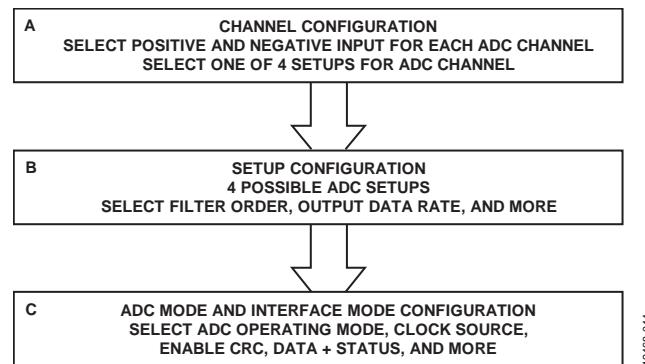 A
CHANNEL CONFIGURATION
SELECT POSITIVE AND NEGATIVE INPUT FOR EACH ADC CHANNEL
SELECT ONE OF 4 SETUPS FOR ADC CHANNEL
B
SETUP CONFIGURATION
4 POSSIBLE ADC SETUPS
SELECT FILTER ORDER, OUTPUT DATA RATE, AND MORE
C
ADC MODE AND INTERFACE MODE CONFIGURATION
SELECT ADC OPERATING MODE, CLOCK SOURCE,
ENABLE CRC, DATA + STATUS, AND MORE